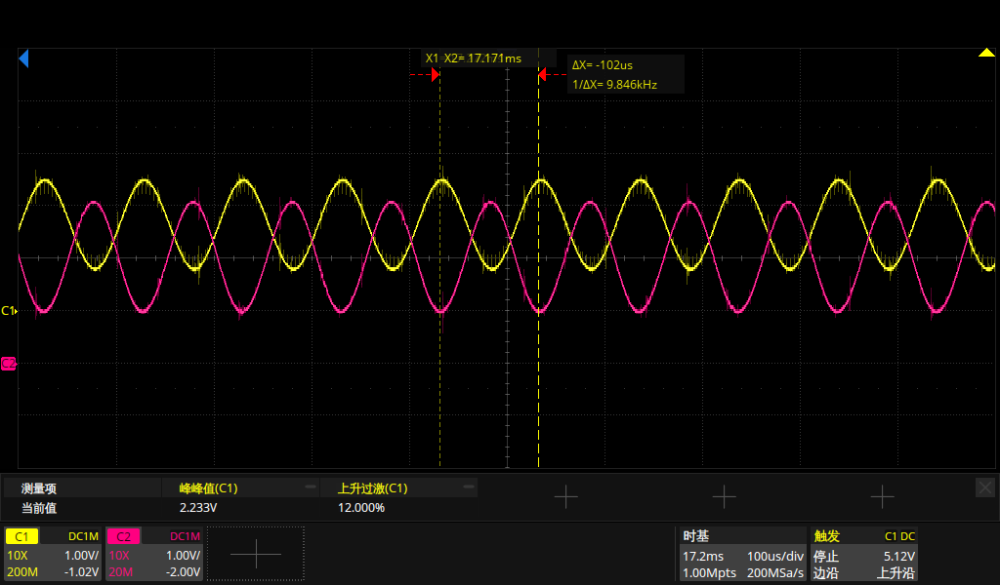 X1-X2= 17.171ms
ΔX= -102us
1/ΔX= 9.846kHz
C1
C2
测量项 峰峰值(C1) 上升过激(C1)
当前值 2.233V 12.000%
C1 DC1M
10X 1.00V/
200M -1.02V
C2 DC1M
10X 1.00V/
20M -2.00V
时基
17.2ms 100us/div
1.00Mpts 200MSa/s
触发 C1 DC
停止 5.12V
边沿 上升沿